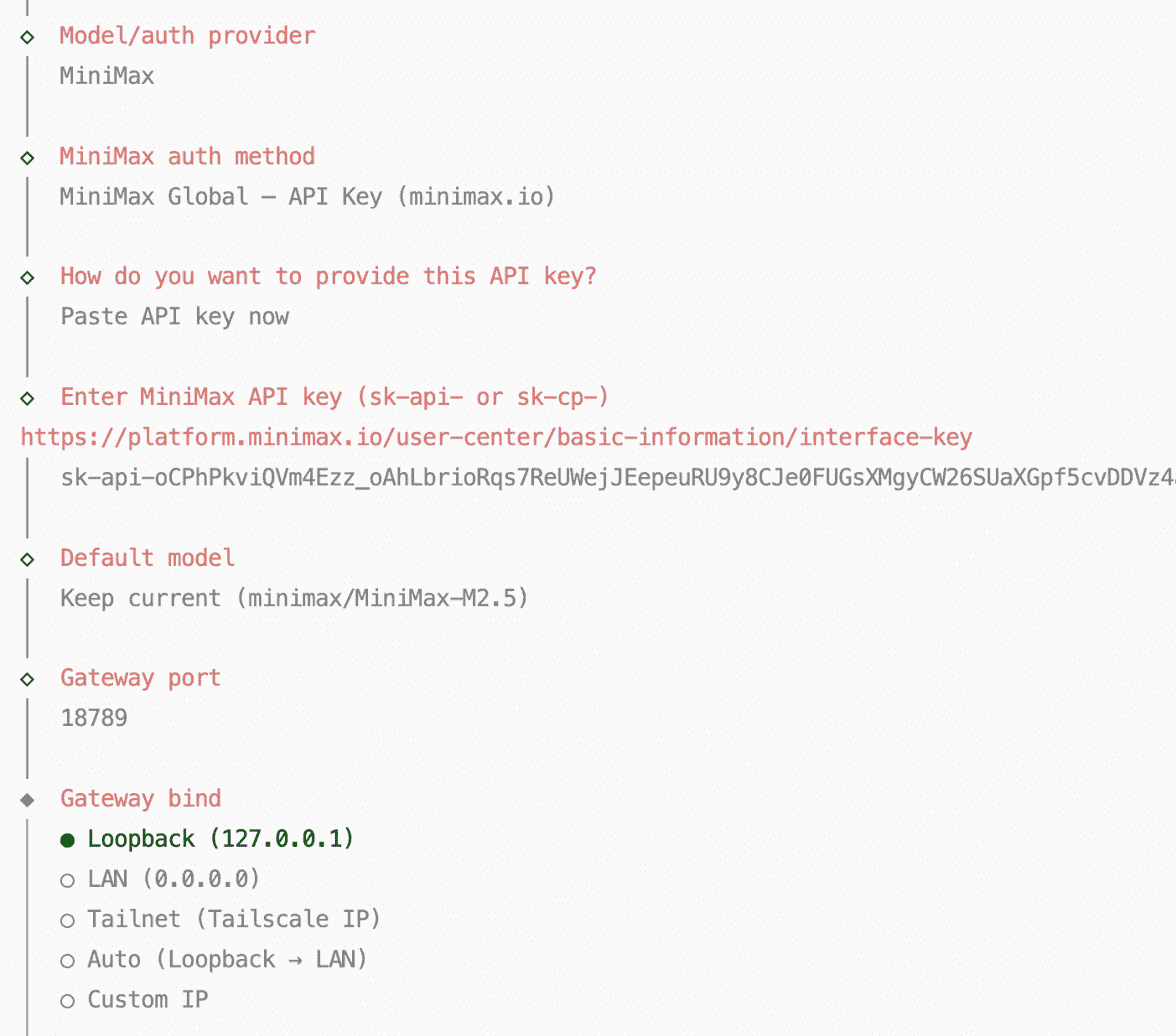 Model/auth provider
MiniMax
MiniMax auth method
MiniMax Global — API Key (minimax.io)
How do you want to provide this API key?
Paste API key now
Enter MiniMax API key (sk-api- or sk-cp-)
https://platform.minimax.io/user-center/basic-information/interface-key
sk-api-oCPhPkviQVm4Ezz_oAhLbrioRqs7ReUWejJEepeuRU9y8CJe0FUGsXMgyCW26SUaXGpf5cvDDVz4
Default model
Keep current (minimax/MiniMax-M2.5)
Gateway port
18789
Gateway bind
● Loopback (127.0.0.1)
○ LAN (0.0.0.0)
○ Tailnet (Tailscale IP)
○ Auto (Loopback → LAN)
○ Custom IP